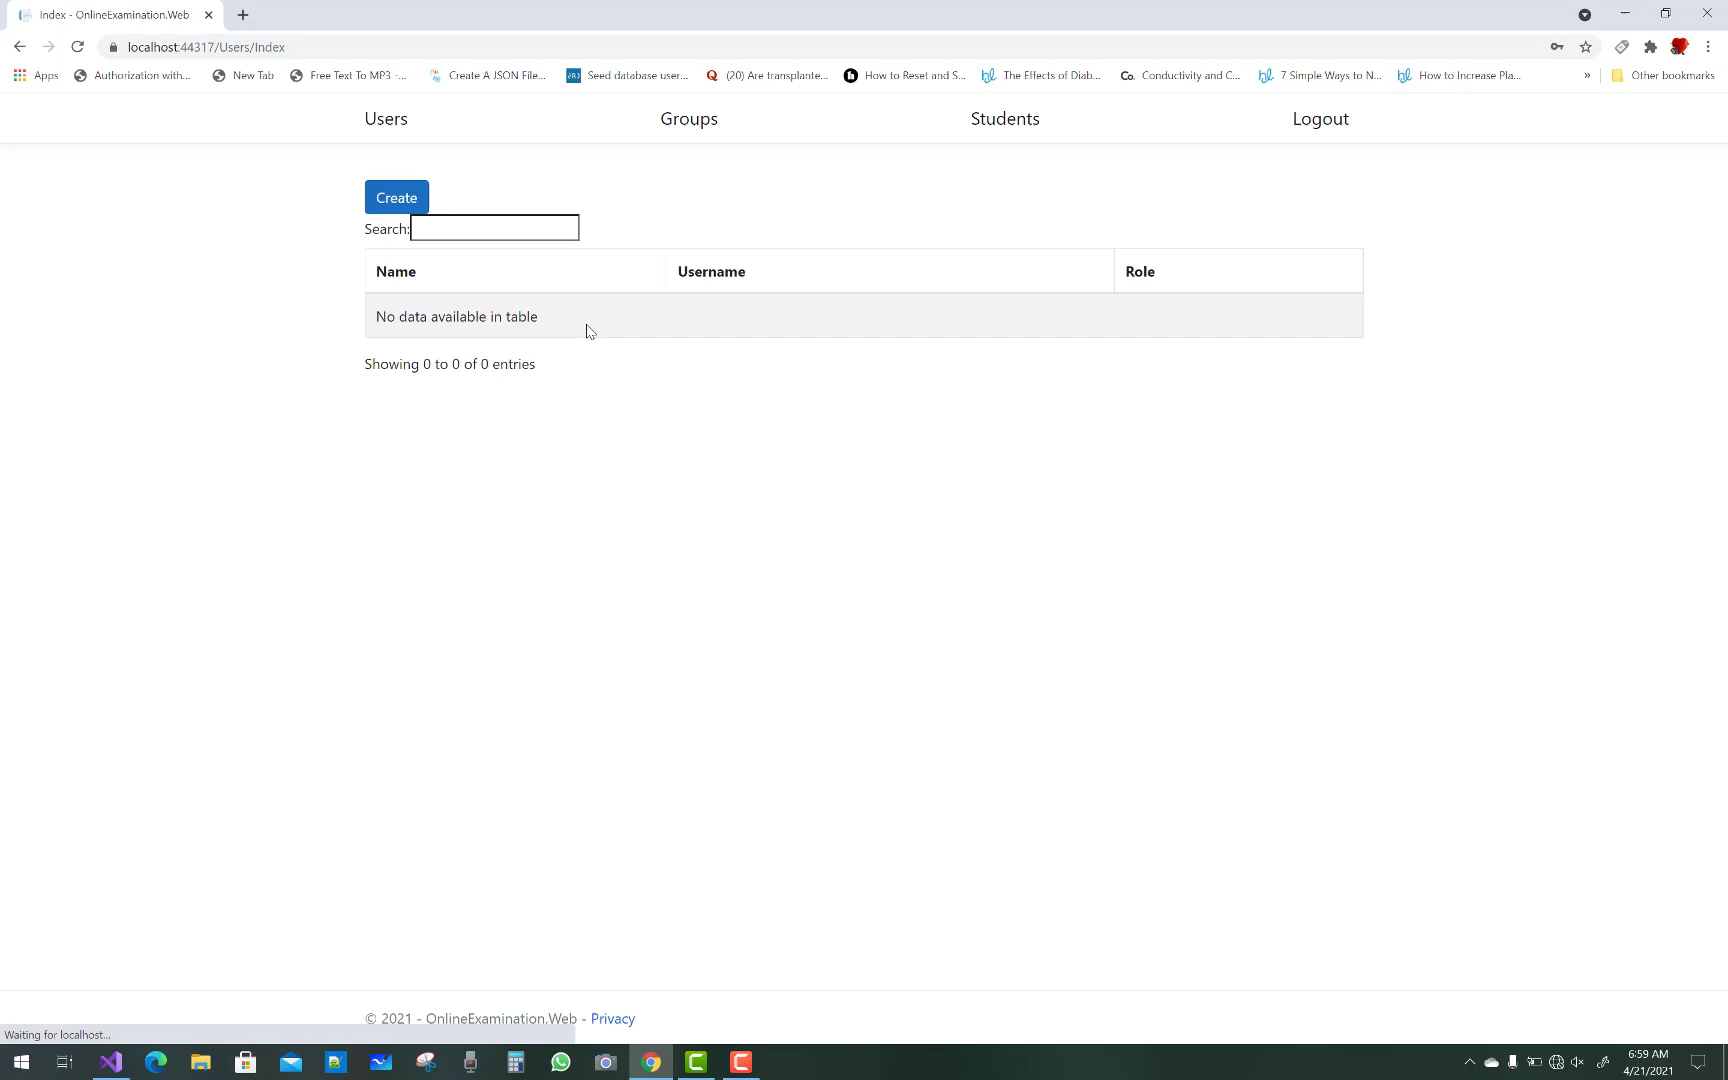 Index - OnlineExamination.Web
localhost:44317/Users/Index
Apps Authorization with... New Tab Free Text To MP3 -... Create A JSON File... Seed database user... (20) Are transplante... How to Reset and S... The Effects of Diab... Co. Conductivity and C... 7 Simple Ways to N... How to Increase Pla... » Other bookmarks
Users Groups Students Logout
Create
Search:
Name Username Role
No data available in table
Showing 0 to 0 of 0 entries
© 2021 - OnlineExamination.Web - Privacy
Waiting for localhost...
6:59 AM
4/21/2021